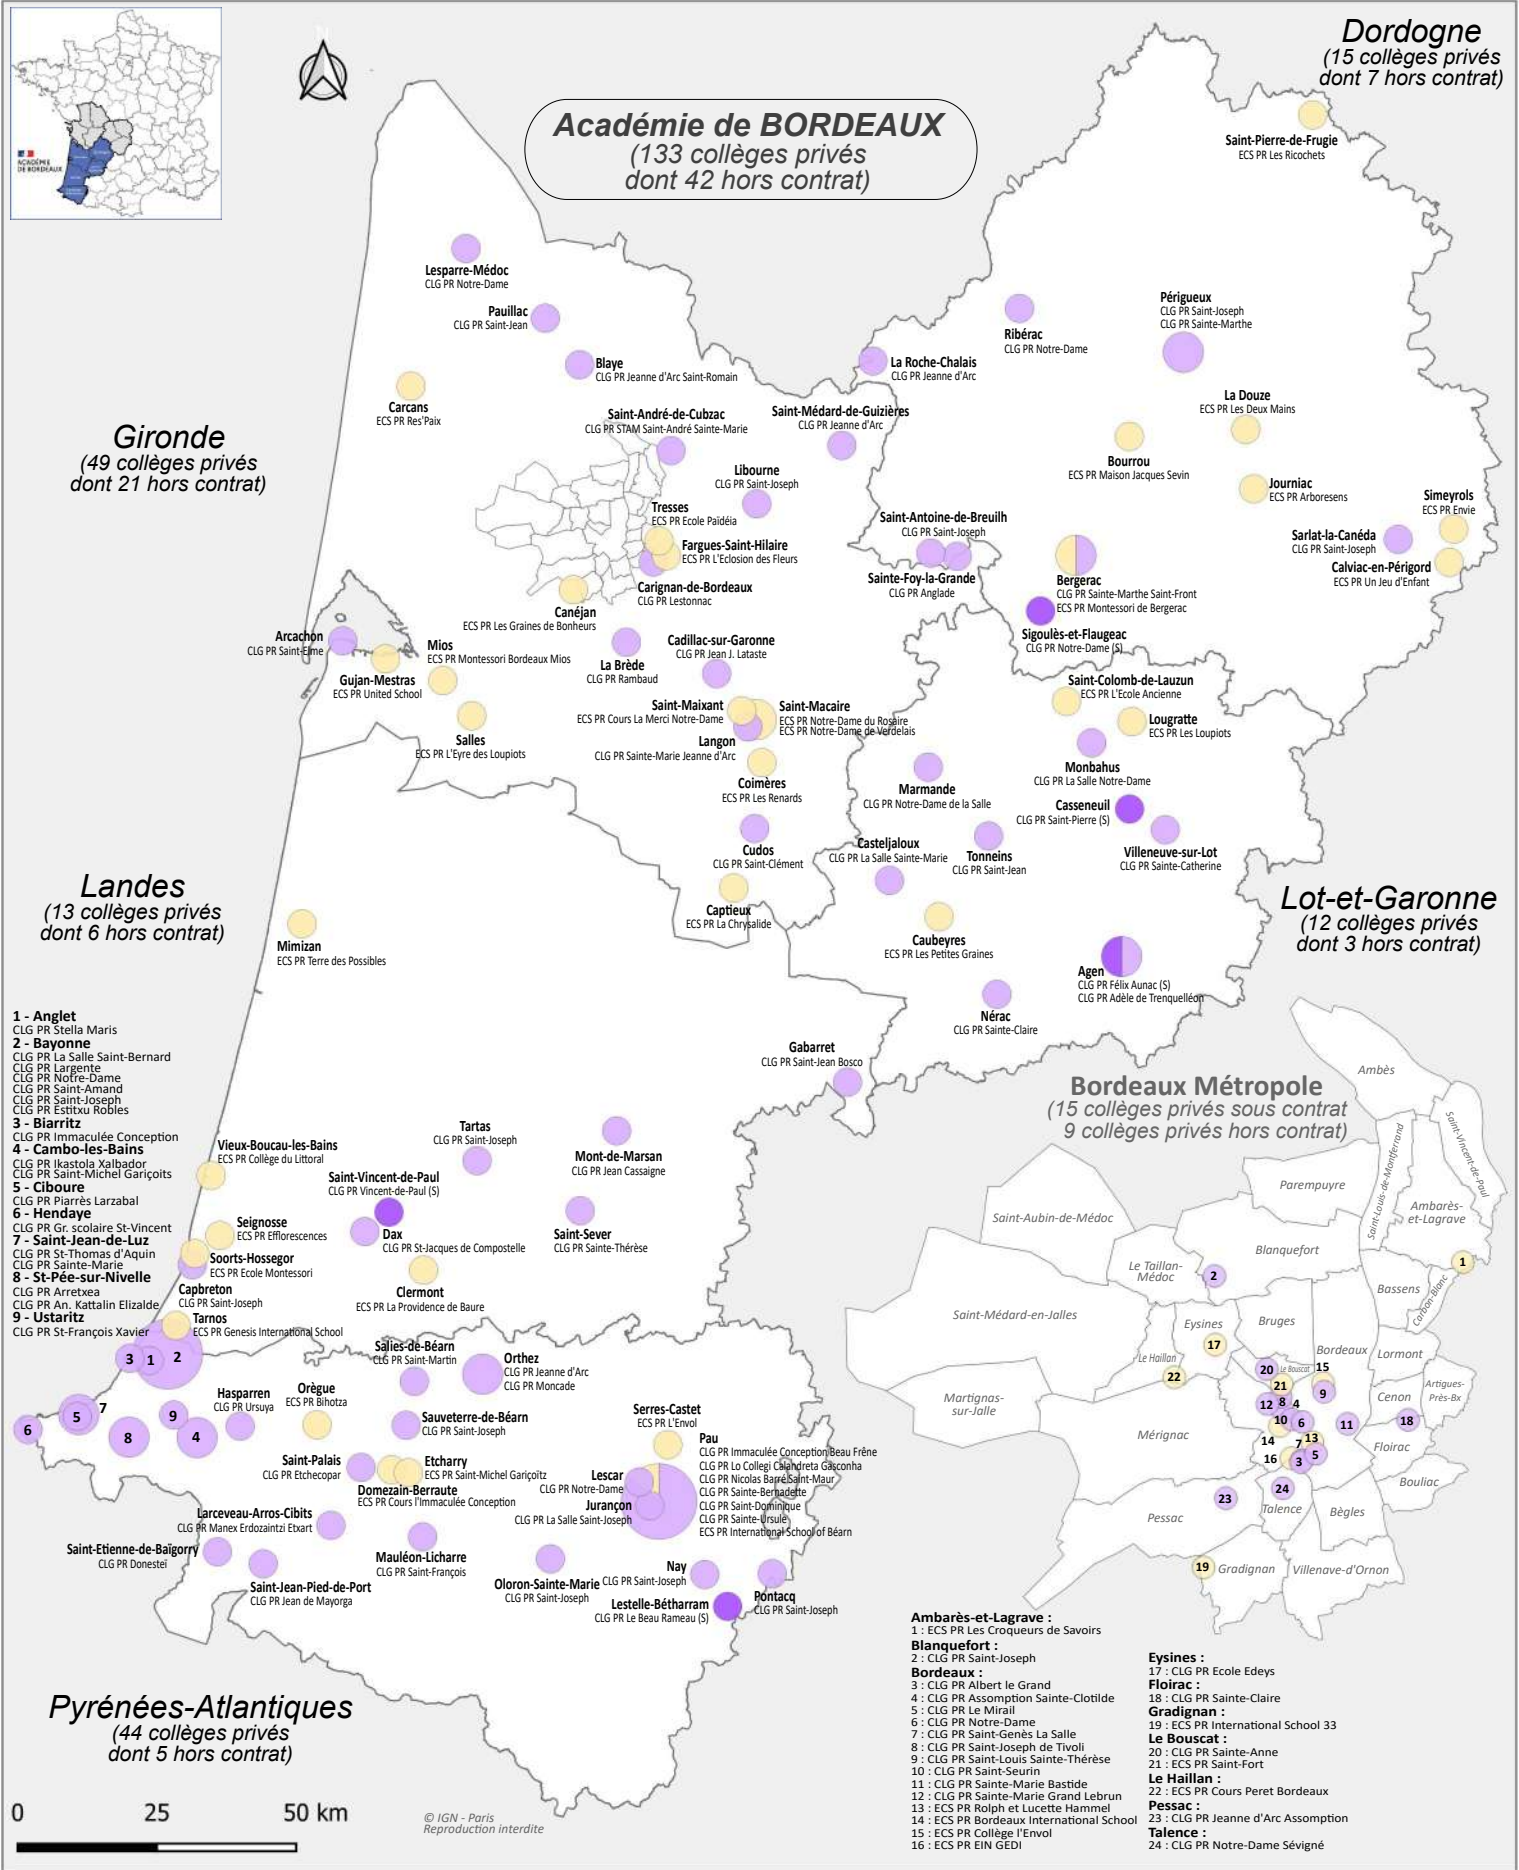 ACADÉMIE
DE BORDEAUX
N
Académie de BORDEAUX
(133 collèges privés
dont 42 hors contrat)
Dordogne
(15 collèges privés
dont 7 hors contrat)
Saint-Pierre-de-Frugie
ECS PR Les Ricochets
Lesparre-Médoc
CLG PR Notre-Dame
Pauillac
CLG PR Saint-Jean
Blaye
CLG PR Jeanne d'Arc Saint-Romain
Carcans
ECS PR Res'Paix
Ribérac
CLG PR Notre-Dame
Périgueux
CLG PR Saint-Joseph
CLG PR Sainte-Marthe
La Roche-Chalais
CLG PR Jeanne d'Arc
La Douze
ECS PR Les Deux Mains
Bourrou
ECS PR Maison Jacques Sevin
Journiac
ECS PR Arboresens
Simeyrols
ECS PR Envie
Sarlat-la-Canéda
CLG PR Saint-Joseph
Calviac-en-Périgord
ECS PR Un Jeu d'Enfant
Gironde
(49 collèges privés
dont 21 hors contrat)
Saint-André-de-Cubzac
CLG PR STAM Saint-André Sainte-Marie
Saint-Médard-de-Guizières
CLG PR Jeanne d'Arc
Libourne
CLG PR Saint-Joseph
Tresses
ECS PR Ecole Païdéia
Fargues-Saint-Hilaire
ECS PR L'Eclosion des Fleurs
Carignan-de-Bordeaux
CLG PR Lestonnac
Canéjan
ECS PR Les Graines de Bonheurs
Saint-Antoine-de-Breuilh
CLG PR Saint-Joseph
Sainte-Foy-la-Grande
CLG PR Anglade
Bergerac
CLG PR Sainte-Marthe Saint-Front
ECS PR Montessori de Bergerac
Sigoulès-et-Flaugeac
CLG PR Notre-Dame (S)
Arcachon
CLG PR Saint-Elme
Gujan-Mestras
ECS PR United School
Mios
ECS PR Montessori Bordeaux Mios
Salles
ECS PR L'Eyre des Loupiots
La Brède
CLG PR Rambaud
Cadillac-sur-Garonne
CLG PR Jean J. Lataste
Saint-Maixant
ECS PR Cours La Merci Notre-Dame
Saint-Macaire
ECS PR Notre-Dame du Rosaire
ECS PR Notre-Dame de Verdelais
Langon
CLG PR Sainte-Marie Jeanne d'Arc
Coimères
ECS PR Les Renards
Cudos
CLG PR Saint-Clément
Captieux
ECS PR La Chrysalide
Saint-Colomb-de-Lauzun
ECS PR L'Ecole Ancienne
Lougratte
ECS PR Les Loupiots
Monbahus
CLG PR La Salle Notre-Dame
Marmande
CLG PR Notre-Dame de la Salle
Casseneuil
CLG PR Saint-Pierre (S)
Villeneuve-sur-Lot
CLG PR Sainte-Catherine
Casteljaloux
CLG PR La Salle Sainte-Marie
Tonneins
CLG PR Saint-Jean
Caubeyres
ECS PR Les Petites Graines
Agen
CLG PR Félix Aunac (S)
CLG PR Adèle de Trenquelléon
Nérac
CLG PR Sainte-Claire
Lot-et-Garonne
(12 collèges privés
dont 3 hors contrat)
Landes
(13 collèges privés
dont 6 hors contrat)
Mimizan
ECS PR Terre des Possibles
Gabarret
CLG PR Saint-Jean Bosco
1 - Anglet
CLG PR Stella Maris
2 - Bayonne
CLG PR La Salle Saint-Bernard
CLG PR Largente
CLG PR Notre-Dame
CLG PR Saint-Amand
CLG PR Saint-Joseph
CLG PR Estitxu Robles
3 - Biarritz
CLG PR Immaculée Conception
4 - Cambo-les-Bains
CLG PR Ikastola Xalbador
CLG PR Saint-Michel Garicoïts
5 - Ciboure
CLG PR Piarrès Larzabal
6 - Hendaye
CLG PR Gr. scolaire St-Vincent
7 - Saint-Jean-de-Luz
CLG PR St-Thomas d'Aquin
CLG PR Sainte-Marie
8 - St-Pée-sur-Nivelle
CLG PR Arretxea
CLG PR An. Kattalin Elizalde
9 - Ustaritz
CLG PR St-François Xavier
Vieux-Boucau-les-Bains
ECS PR Collège du Littoral
Tartas
CLG PR Saint-Joseph
Mont-de-Marsan
CLG PR Jean Cassaigne
Saint-Vincent-de-Paul
CLG PR Vincent-de-Paul (S)
Seignosse
ECS PR Efflorescences
Dax
CLG PR St-Jacques de Compostelle
Saint-Sever
CLG PR Sainte-Thérèse
Soorts-Hossegor
ECS PR Ecole Montessori
Capbreton
CLG PR Saint-Joseph
Clermont
ECS PR La Providence de Baure
Tarnos
ECS PR Genesis International School
3
1
2
5
7
6
8
9
4
Salies-de-Béarn
CLG PR Saint-Martin
Orthez
CLG PR Jeanne d'Arc
CLG PR Moncade
Hasparren
CLG PR Ursuya
Orègue
ECS PR Bihotza
Sauveterre-de-Béarn
CLG PR Saint-Joseph
Serres-Castet
ECS PR L'Envol
Pau
CLG PR Immaculée Conception Beau Frêne
CLG PR Lo Collegi Calandreta Gasconha
CLG PR Nicolas Barré Saint-Maur
CLG PR Sainte-Bernadette
CLG PR Saint-Dominique
CLG PR Sainte-Ursule
ECS PR International School of Béarn
Saint-Palais
CLG PR Etchecopar
Etcharry
ECS PR Saint-Michel Garicoïtz
Domezain-Berraute
ECS PR Cours l'Immaculée Conception
Lescar
CLG PR Notre-Dame
Jurançon
CLG PR La Salle Saint-Joseph
Larceveau-Arros-Cibits
CLG PR Manex Erdozaintzi Etxart
Saint-Etienne-de-Baïgorry
CLG PR Donesteï
Saint-Jean-Pied-de-Port
CLG PR Jean de Mayorga
Mauléon-Licharre
CLG PR Saint-François
Oloron-Sainte-Marie
CLG PR Saint-Joseph
Nay
CLG PR Saint-Joseph
Lestelle-Bétharram
CLG PR Le Beau Rameau (S)
Pontacq
CLG PR Saint-Joseph
Pyrénées-Atlantiques
(44 collèges privés
dont 5 hors contrat)
0 25 50 km
© IGN - Paris
Reproduction interdite
Bordeaux Métropole
(15 collèges privés sous contrat
9 collèges privés hors contrat)
Ambès
Saint-Vincent-de-Paul
Saint-Louis-de-Montferrand
Parempuyre
Ambarès-
et-Lagrave
Saint-Aubin-de-Médoc
Blanquefort
Le Taillan-
Médoc
1
2
Bassens
Carbon-Blanc
Saint-Médard-en-Jalles
Eysines
17
Bruges
Bordeaux
Lormont
Le Haillan
22
20
Le Bouscat
15
21
9
Artigues-
Près-Bx
Cenon
Martignas-
sur-Jalle
12
8
4
10
6
11
18
Mérignac
14
7
13
Floirac
16
3
5
Bouliac
23
24
Talence
Pessac
Bègles
19
Gradignan
Villenave-d'Ornon
Ambarès-et-Lagrave :
1 : ECS PR Les Croqueurs de Savoirs
Blanquefort :
2 : CLG PR Saint-Joseph
Bordeaux :
3 : CLG PR Albert le Grand
4 : CLG PR Assomption Sainte-Clotilde
5 : CLG PR Le Mirail
6 : CLG PR Notre-Dame
7 : CLG PR Saint-Genès La Salle
8 : CLG PR Saint-Joseph de Tivoli
9 : CLG PR Saint-Louis Sainte-Thérèse
10 : CLG PR Saint-Seurin
11 : CLG PR Sainte-Marie Bastide
12 : CLG PR Sainte-Marie Grand Lebrun
13 : ECS PR Rolph et Lucette Hammel
14 : ECS PR Bordeaux International School
15 : ECS PR Collège l'Envol
16 : ECS PR EIN GEDI
Eysines :
17 : CLG PR Ecole Edeys
Floirac :
18 : CLG PR Sainte-Claire
Gradignan :
19 : ECS PR International School 33
Le Bouscat :
20 : CLG PR Sainte-Anne
21 : ECS PR Saint-Fort
Le Haillan :
22 : ECS PR Cours Peret Bordeaux
Pessac :
23 : CLG PR Jeanne d'Arc Assomption
Talence :
24 : CLG PR Notre-Dame Sévigné